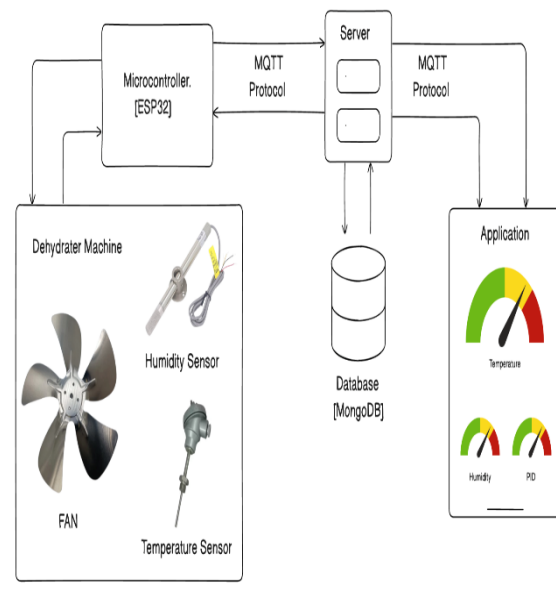 Microcontroller.
[ESP32]
MQTT
Protocol
Server
MQTT
Protocol
Dehydrater Machine
Humidity Sensor
FAN
Temperature Sensor
Database
[MongoDB]
Application
Temperature
Humidity
PID